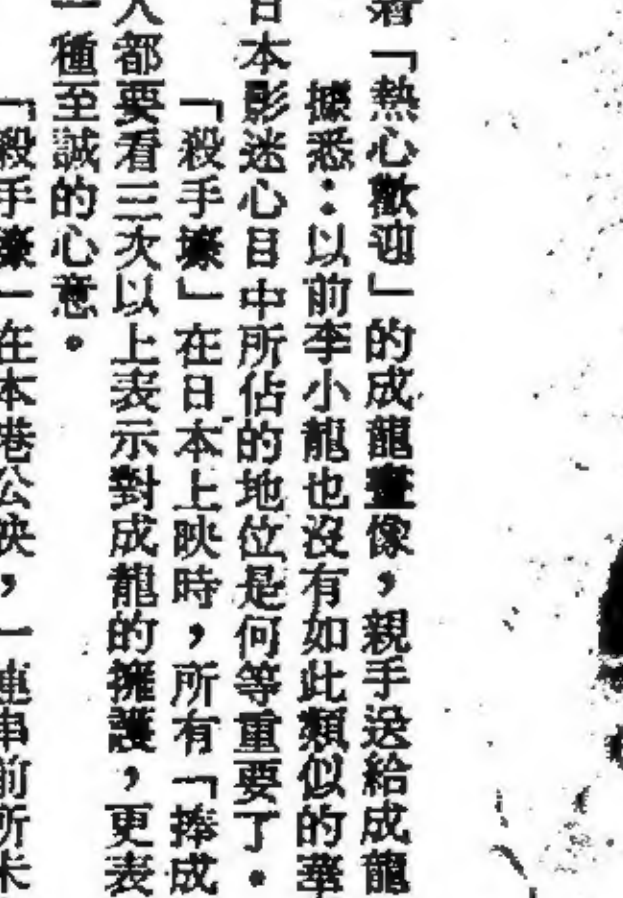 著「熱心歡迎」的成龍畫像，親手送給成龍
據悉：以前李小龍也沒有如此類似的
日本影迷心目中所佔的地位是何等重要了。
「殺手壕」在日本上映時，所有「捧成
人都要看三次以上表示對成龍的擁護，更表
一種至誠的心意。
「殺手壕」在本港公映，一連串前所未